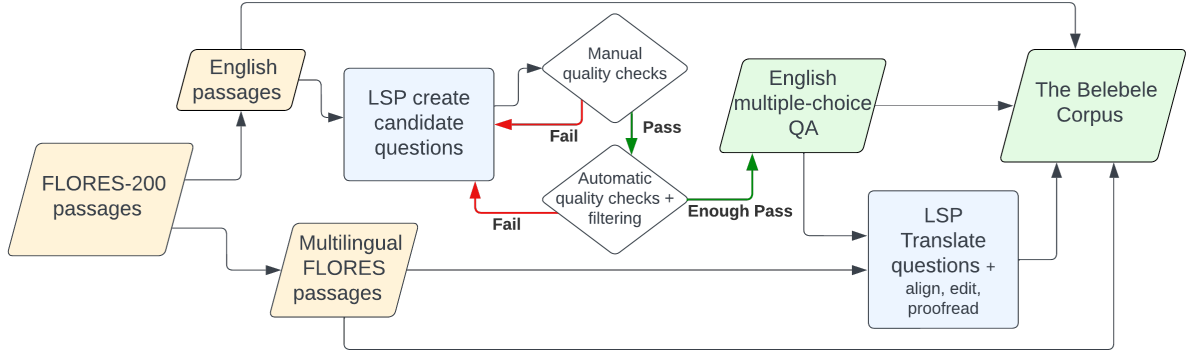 FLORES-200
passages
English
passages
Multilingual
FLORES
passages
LSP create
candidate
questions
Manual
quality checks
Fail
Pass
Automatic
quality checks +
filtering
Fail
Enough Pass
English
multiple-choice
QA
LSP
Translate
questions +
align, edit,
proofread
The Belebele
Corpus